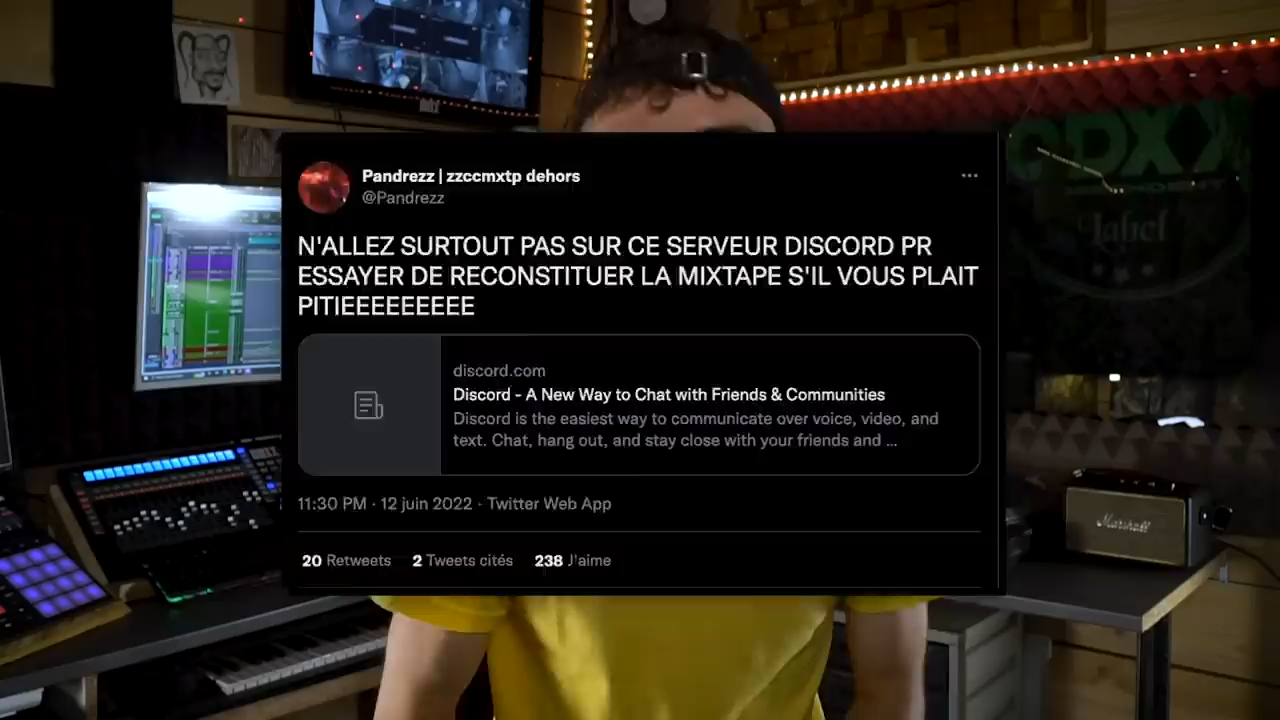 Pandrezz | zzccmxtp dehors
@Pandrezz
N'ALLEZ SURTOUT PAS SUR CE SERVEUR DISCORD PR
ESSAYER DE RECONSTITUER LA MIXTAPE S'IL VOUS PLAIT
PITIEEEEEEEEE
discord.com
Discord - A New Way to Chat with Friends & Communities
Discord is the easiest way to communicate over voice, video, and
text. Chat, hang out, and stay close with your friends and ...
11:30 PM · 12 juin 2022 · Twitter Web App
20 Retweets 2 Tweets cités 238 J'aime
CDXX
Label
Marshall